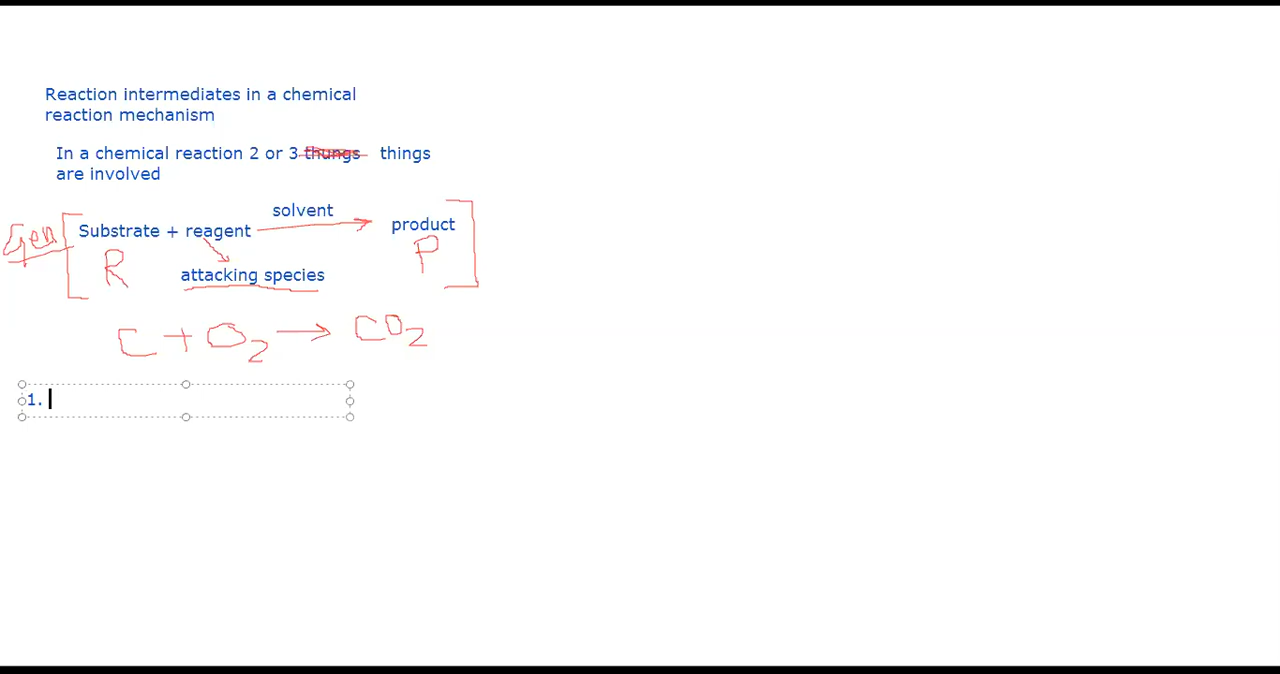 Reaction intermediates in a chemical
reaction mechanism
In a chemical reaction 2 or 3 thungs things
are involved
solvent
Gen Substrate + reagent product
R P
attacking species
C + O2 → CO2
1.